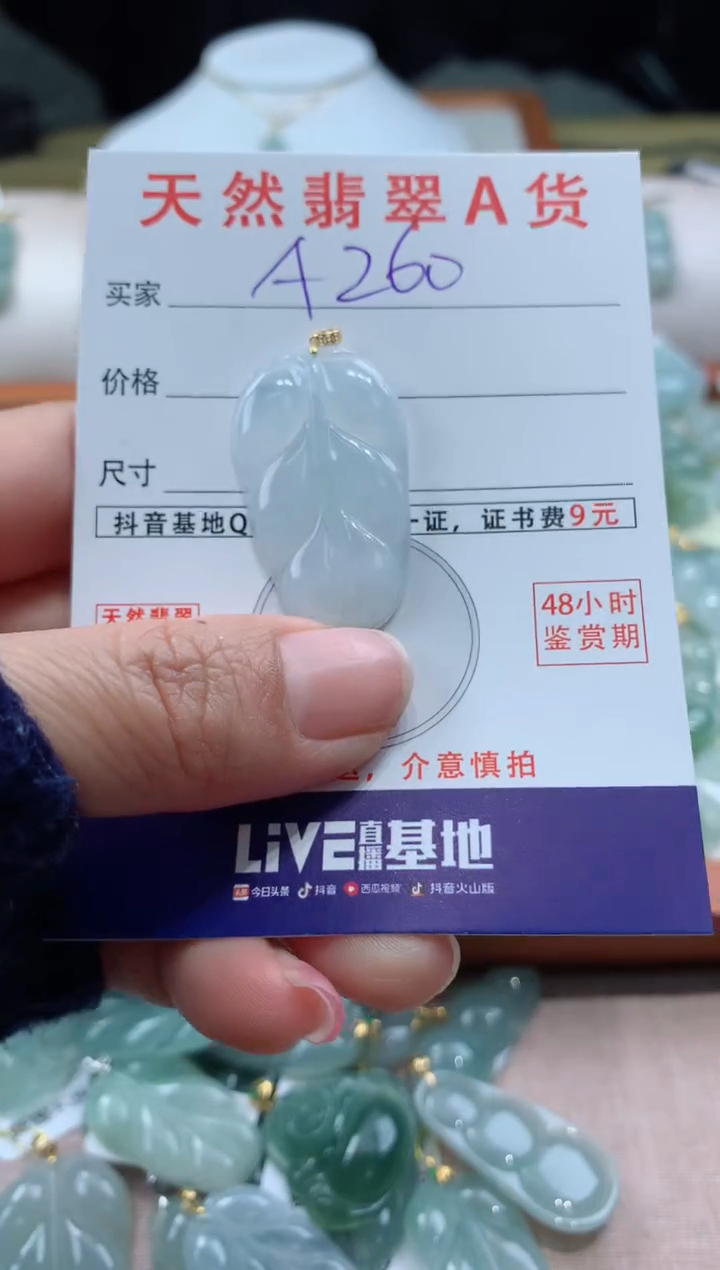 天然翡翠A货
买家 A260
价格
尺寸
抖音基地Q 一证，证书费9元
天然翡翠
48小时
鉴赏期
，介意慎拍
LiVE直播基地
今日头条 抖音 西瓜视频 抖音火山版